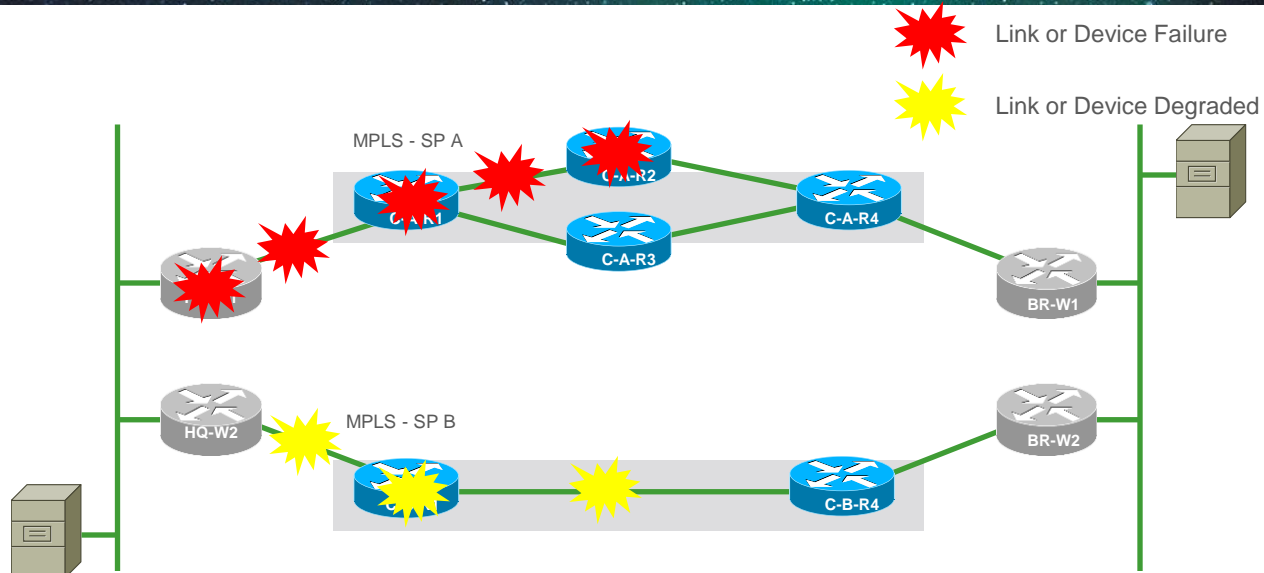 Link or Device Failure
Link or Device Degraded
MPLS - SP A
C-A-R2
C-A-R1
C-A-R4
C-A-R3
BR-W1
HQ-W2
MPLS - SP B
BR-W2
C-B-R4